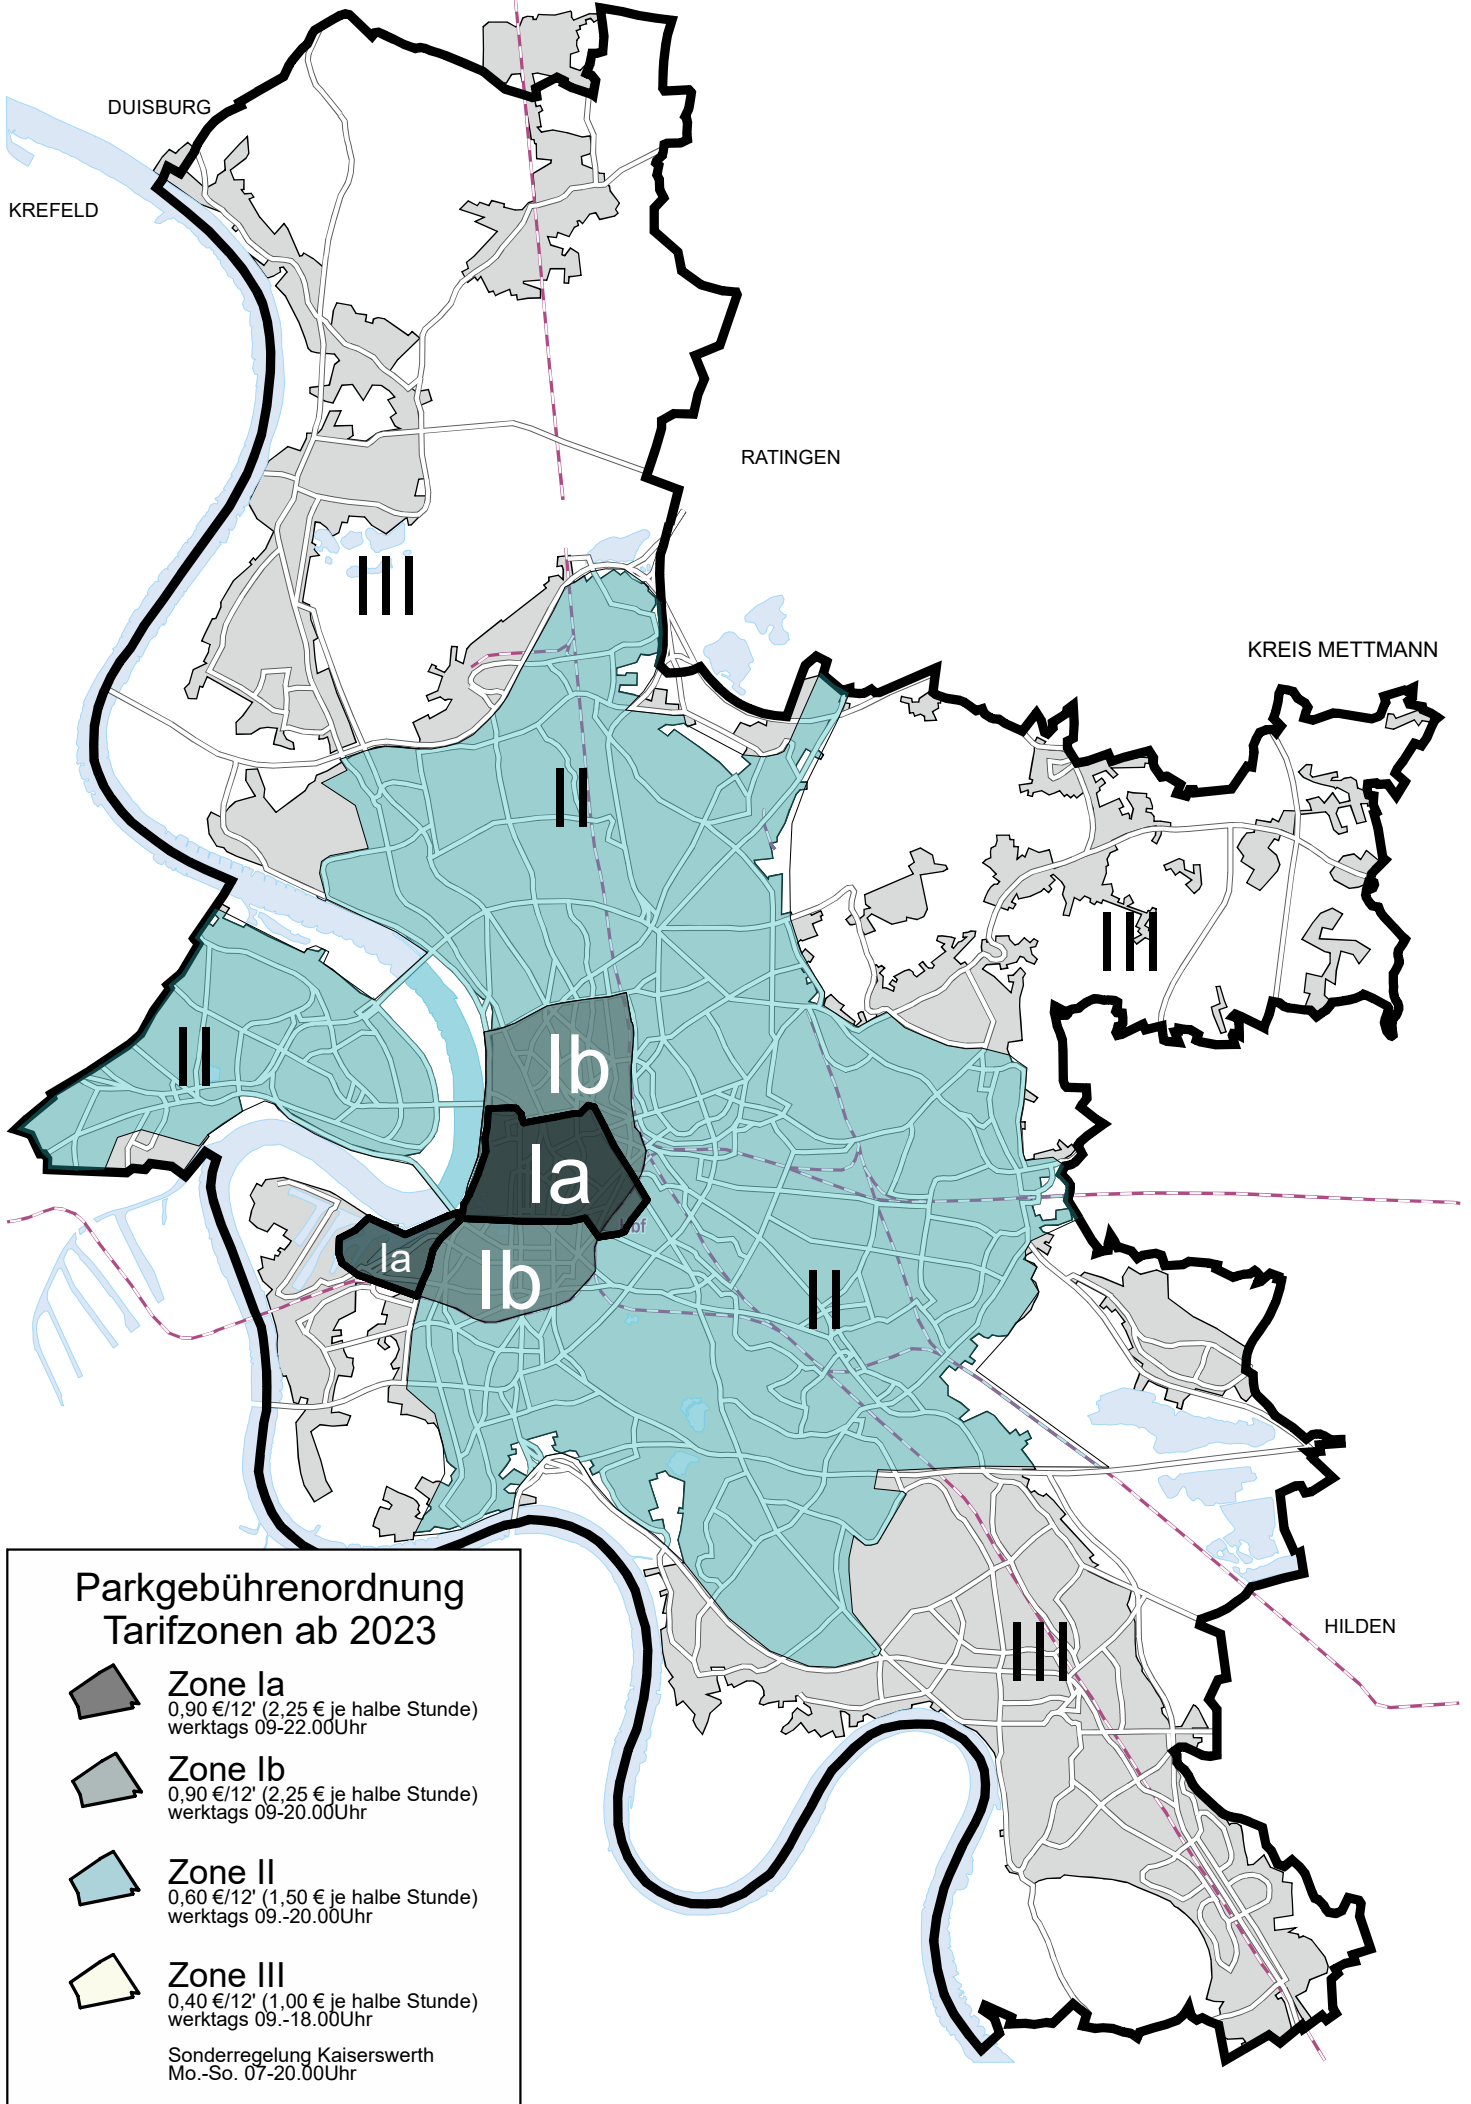 DUISBURG
KREFELD
RATINGEN
III
KREIS METTMANN
II
III
II
Ib
Ia
Ia
Ib
II
HILDEN
III
Parkgebührenordnung
Tarifzonen ab 2023
Zone Ia
0,90 €/12' (2,25 € je halbe Stunde)
werktags 09-22.00Uhr
Zone Ib
0,90 €/12' (2,25 € je halbe Stunde)
werktags 09-20.00Uhr
Zone II
0,60 €/12' (1,50 € je halbe Stunde)
werktags 09.-20.00Uhr
Zone III
0,40 €/12' (1,00 € je halbe Stunde)
werktags 09.-18.00Uhr
Sonderregelung Kaiserswerth
Mo.-So. 07-20.00Uhr